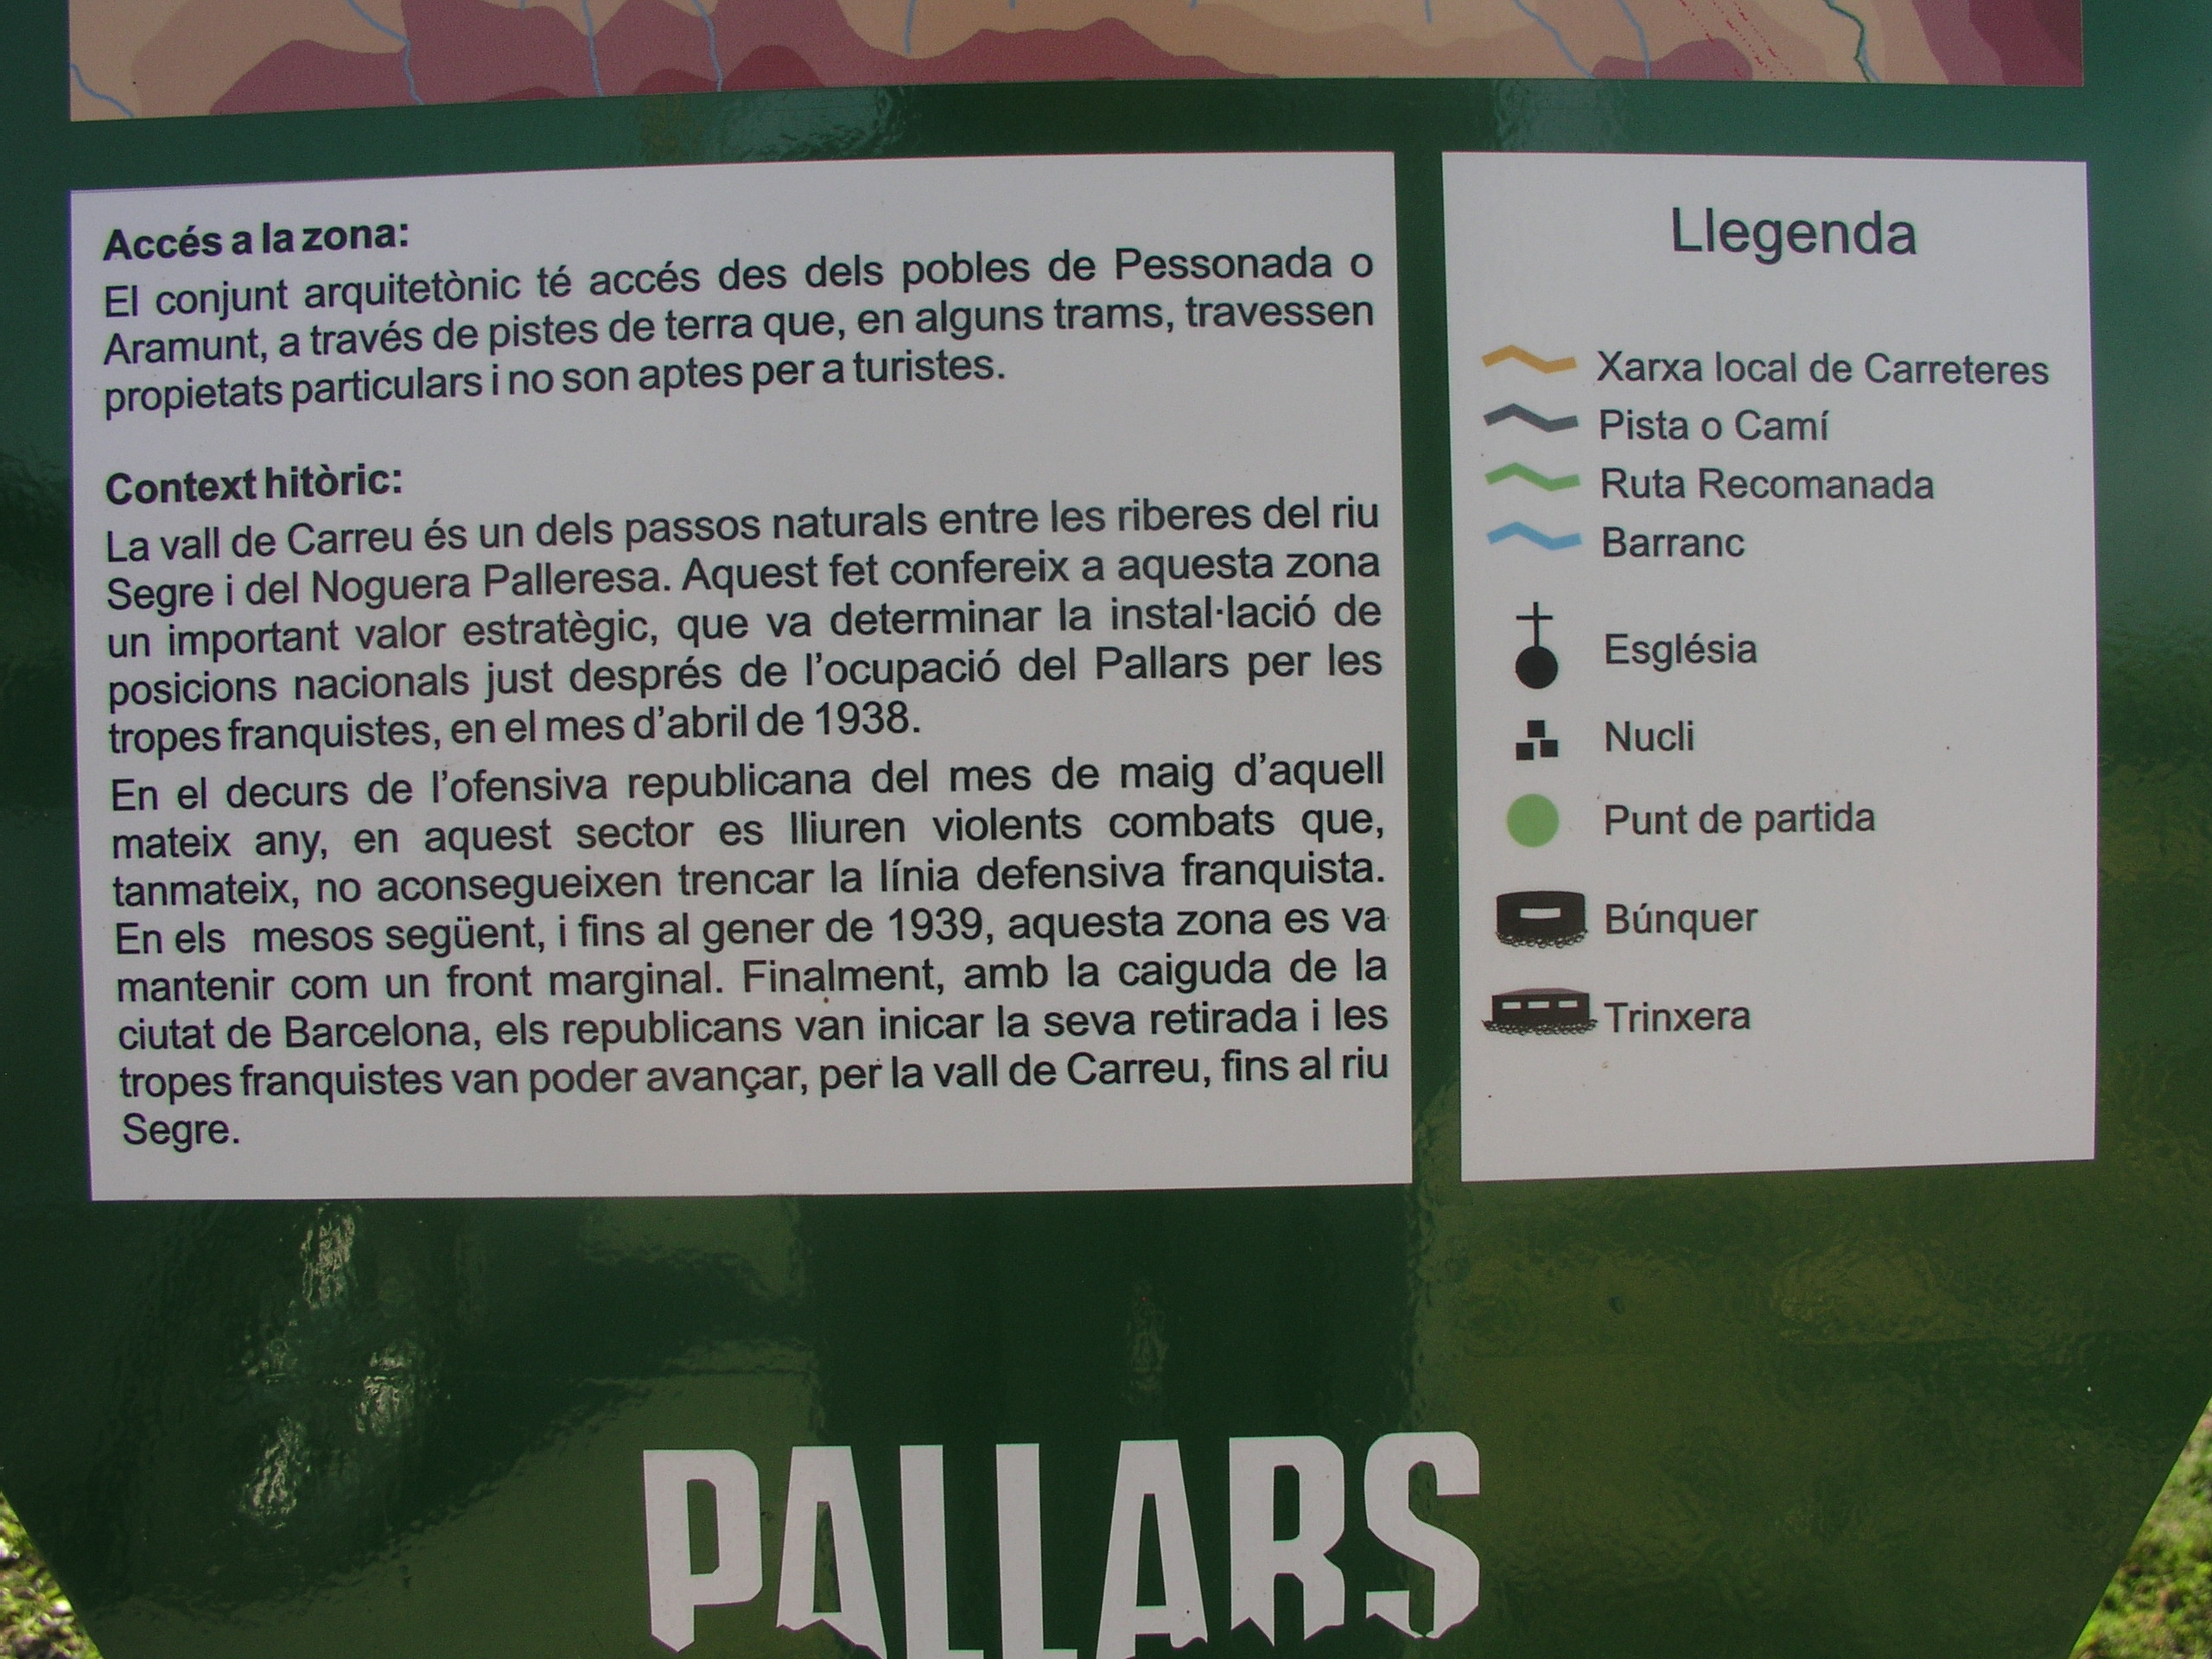 Accés a la zona:
El conjunt arquitetònic té accés des dels pobles de Pessonada o
Aramunt, a través de pistes de terra que, en alguns trams, travessen
propietats particulars i no son aptes per a turistes.
Context hitòric:
La vall de Carreu és un dels passos naturals entre les riberes del riu
Segre i del Noguera Palleresa. Aquest fet confereix a aquesta zona
un important valor estratègic, que va determinar la instal·lació de
posicions nacionals just després de l’ocupació del Pallars per les
tropes franquistes, en el mes d’abril de 1938.
En el decurs de l’ofensiva republicana del mes de maig d’aquell
mateix any, en aquest sector es lliuren violents combats que,
tanmateix, no aconsegueixen trencar la línia defensiva franquista.
En els mesos següent, i fins al gener de 1939, aquesta zona es va
mantenir com un front marginal. Finalment, amb la caiguda de la
ciutat de Barcelona, els republicans van inicar la seva retirada i les
tropes franquistes van poder avançar, per la vall de Carreu, fins al riu
Segre.
Llegenda
Xarxa local de Carreteres
Pista o Camí
Ruta Recomanada
Barranc
Església
Nucli
Punt de partida
Búnquer
Trinxera
PALLARS